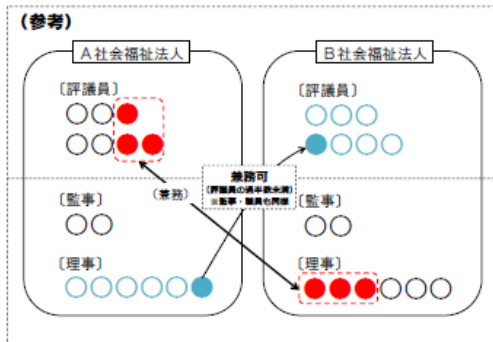 (参考)
A社会福祉法人
B社会福祉法人
〔評議員〕
〔評議員〕
兼務可
(評議員の過半数未満)
※監事・職員も同様
(兼務)
〔監事〕
〔監事〕
〔理事〕
〔理事〕